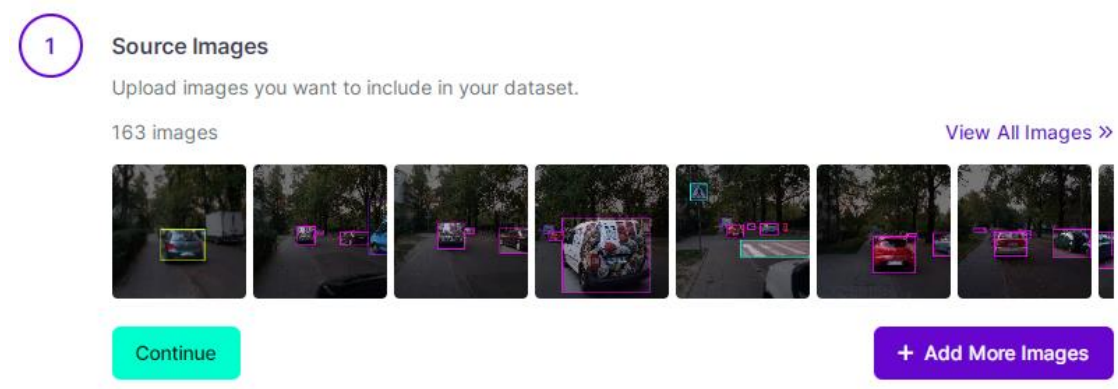 1
Source Images
Upload images you want to include in your dataset.
163 images
View All Images »
Continue
+ Add More Images